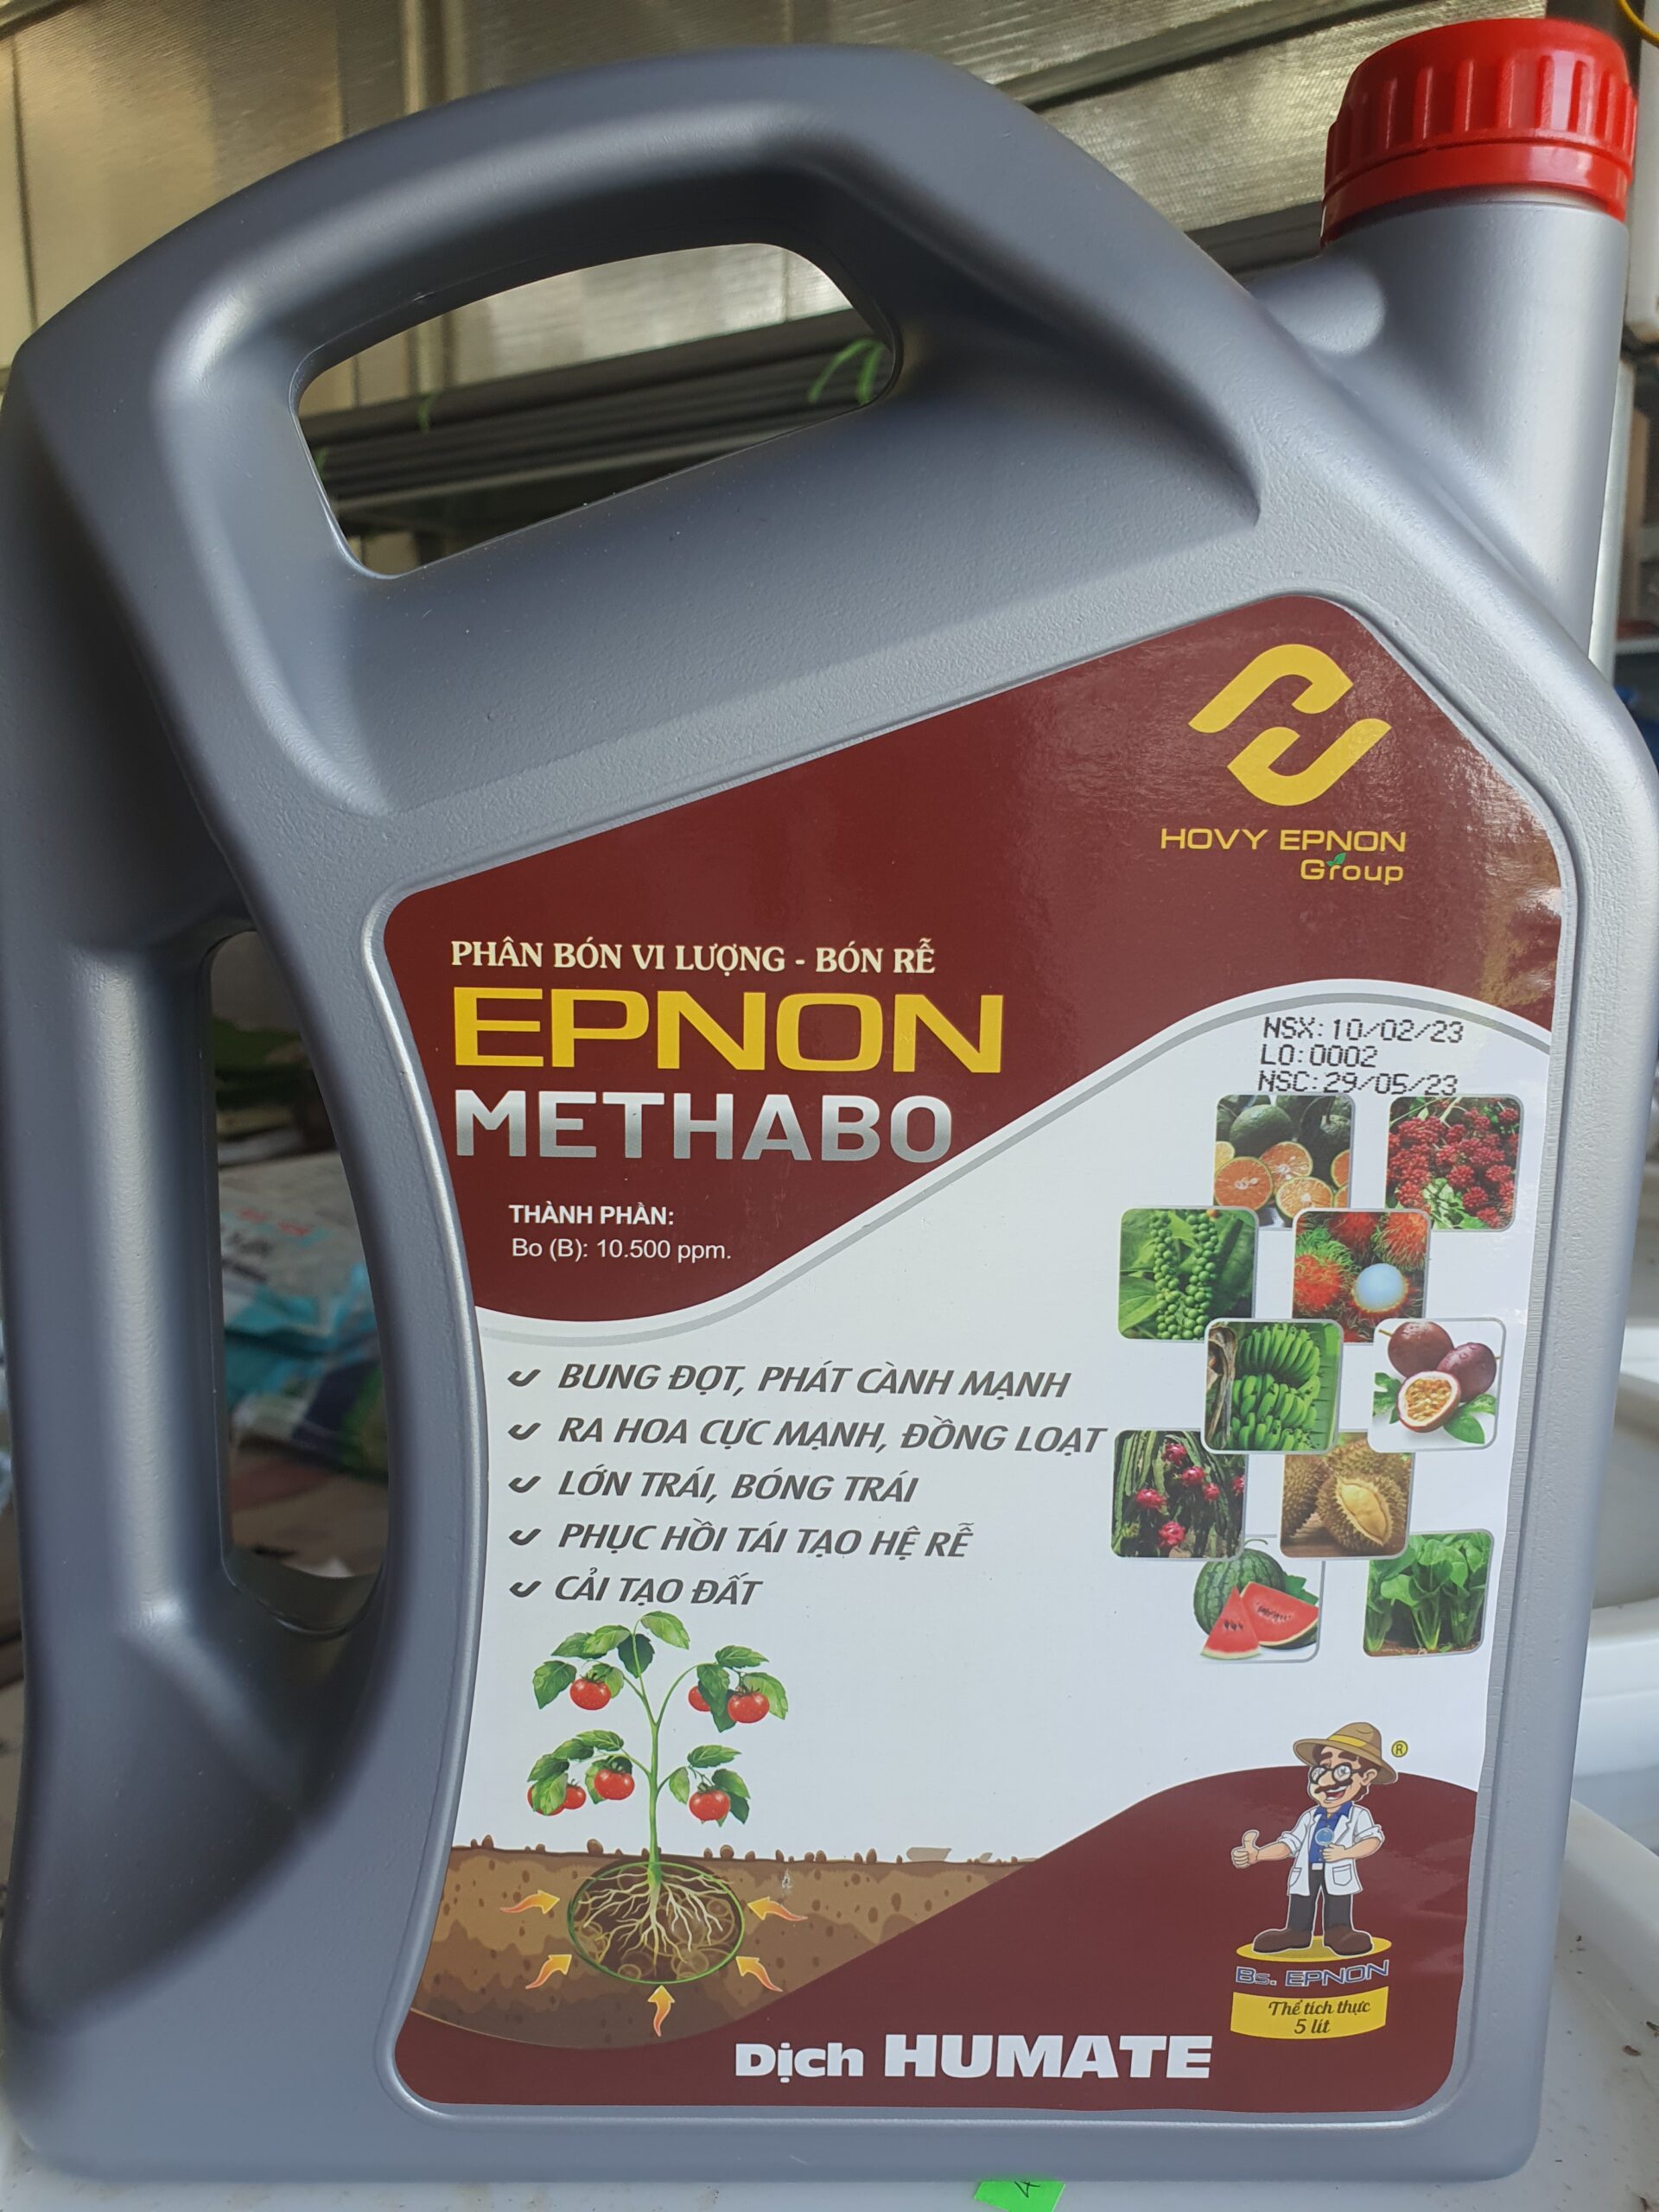 HOVY EPNON
Group
PHÂN BÓN VI LƯỢNG - BÓN RỄ
EPNON
METHABO
THÀNH PHẦN:
Bo (B): 10.500 ppm.
NSX: 10/02/23
LO:0002
NSC: 29/05/23
BUNG ĐỌT, PHÁT CÀNH MẠNH
RA HOA CỰC MẠNH, ĐỒNG LOẠT
LỚN TRÁI, BÓNG TRÁI
PHỤC HỒI TÁI TẠO HỆ RỄ
CẢI TẠO ĐẤT
®
Bs. EPNON
Thể tích thực
5 lít
Dịch HUMATE